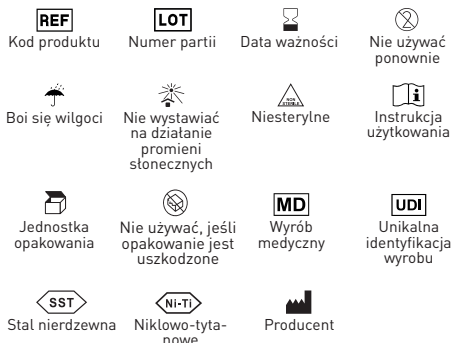 REF
LOT
2
Kod produktu
Numer partii
Data ważności
Nie używać
ponownie
NON
STERILE
i
Boi się wilgoci
Nie wystawiać
na działanie
promieni
słonecznych
Niesterylne
Instrukcja
użytkowania
MD
UDI
Jednostka
opakowania
Nie używać, jeśli
opakowanie jest
uszkodzone
Wyrób
medyczny
Unikalna
identyfikacja
wyrobu
SST
Ni-Ti
Stal nierdzewna
Niklowo-tyta-
nowe
Producent